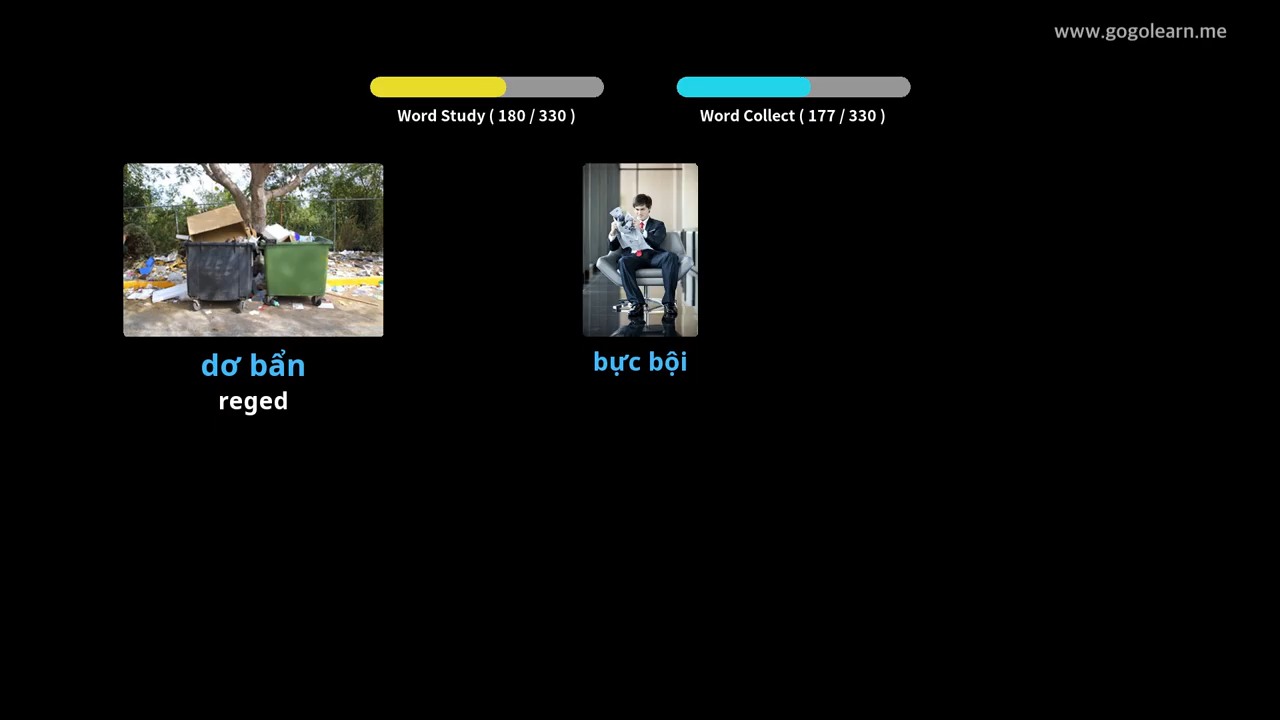 www.gogolearn.me
Word Study ( 180 / 330 )
Word Collect ( 177 / 330 )
dơ bẩn
reged
bực bội